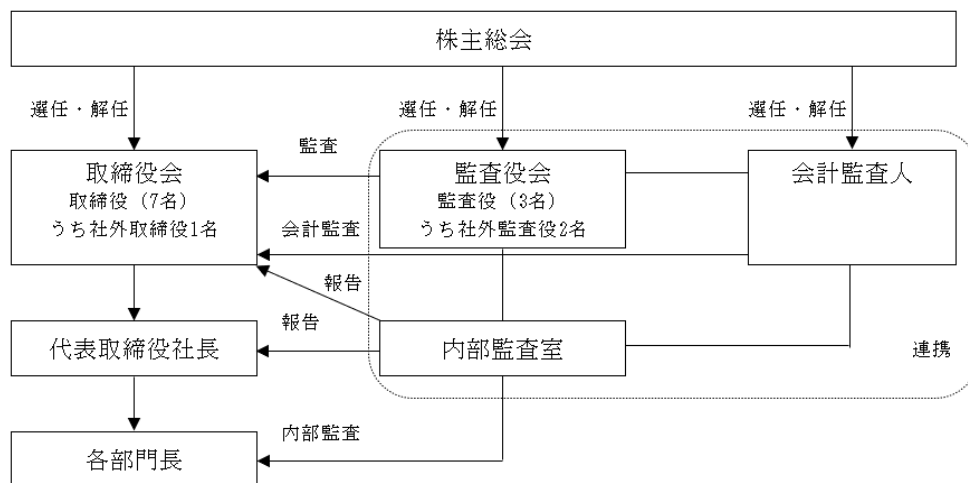 株主総会
選任・解任
選任・解任
選任・解任
監査
取締役会
取締役（7名）
うち社外取締役1名
監査役会
監査役（3名）
うち社外監査役2名
会計監査人
会計監査
報告
報告
代表取締役社長
内部監査室
連携
内部監査
各部門長